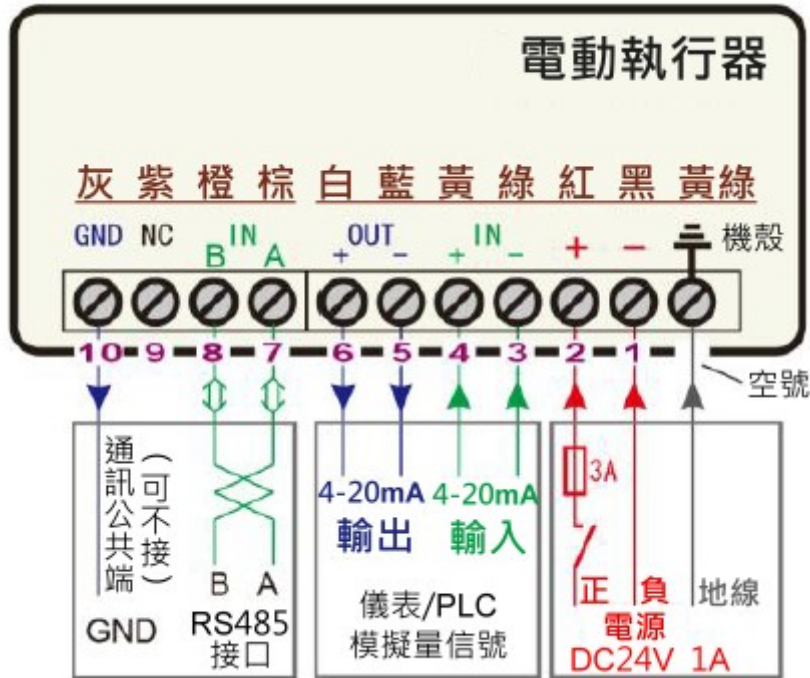 電動執行器
灰 紫 橙 棕 白 藍 黃 綠 紅 黑 黃綠
GND NC B IN A + OUT - + IN - + - 機殼
10 9 8 7 6 5 4 3 2 1
空號
通訊公共端
(可不接)
GND
B A
RS485
接口
4-20mA 4-20mA
輸出 輸入
儀表/PLC
模擬量信號
3A
正 負 地線
電源
DC24V 1A